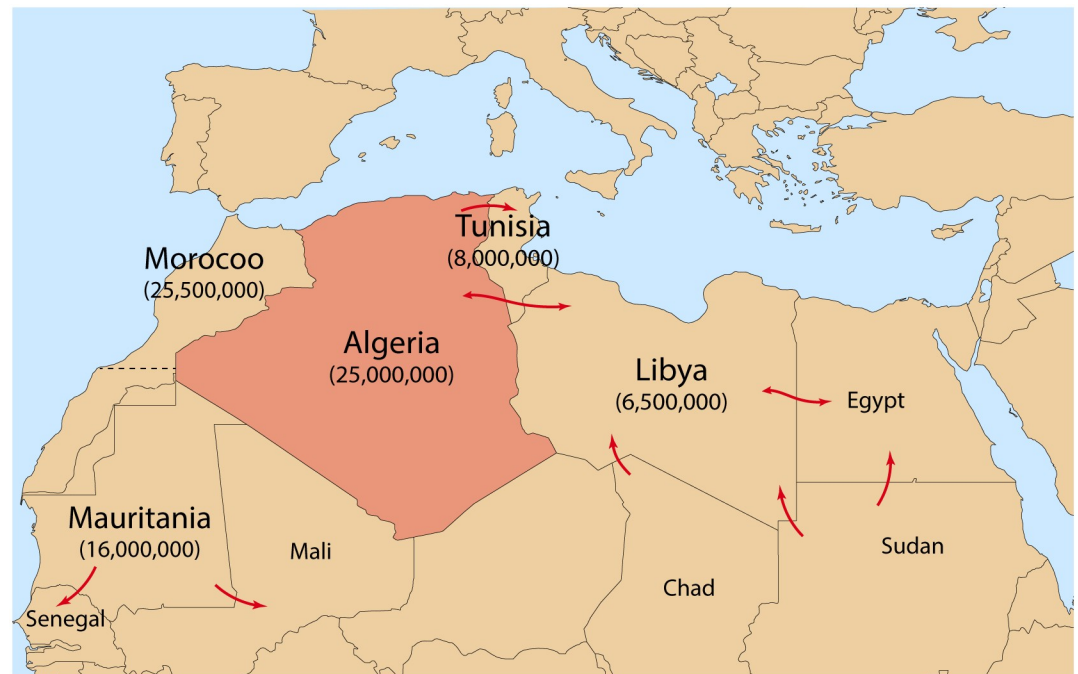 Tunisia
(8,000,000)
Morocoo
(25,500,000)
Algeria
(25,000,000)
Libya
(6,500,000)
Egypt
Mauritania
(16,000,000)
Mali
Sudan
Chad
Senegal